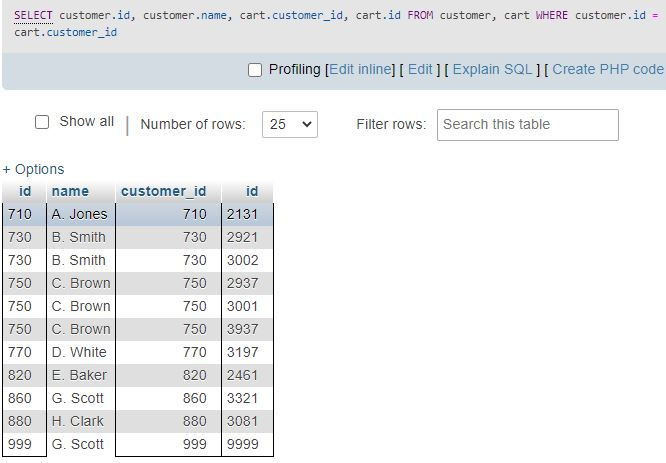 SELECT customer.id, customer.name, cart.customer_id, cart.id FROM customer, cart WHERE customer.id =
cart.customer_id
Profiling [Edit inline] [ Edit ] [ Explain SQL ] [ Create PHP code
Show all | Number of rows: 25 Filter rows: Search this table
+ Options
id name customer_id id
710 A. Jones 710 2131
730 B. Smith 730 2921
730 B. Smith 730 3002
750 C. Brown 750 2937
750 C. Brown 750 3001
750 C. Brown 750 3937
770 D. White 770 3197
820 E. Baker 820 2461
860 G. Scott 860 3321
880 H. Clark 880 3081
999 G. Scott 999 9999